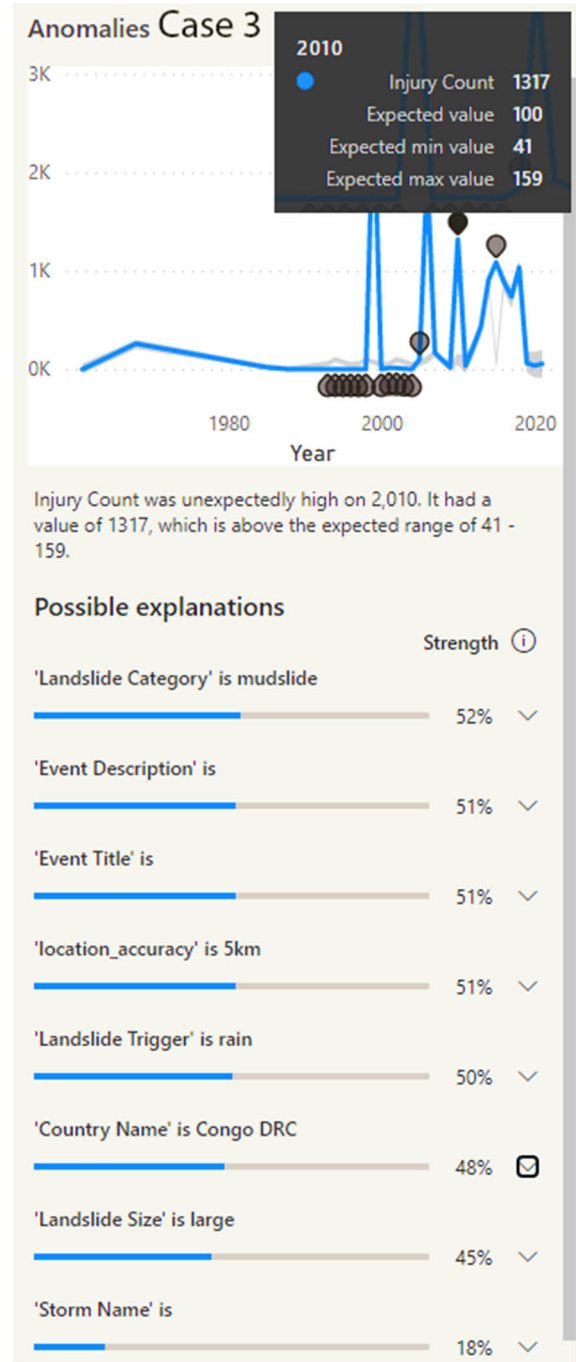 Anomalies Case 3
2010
Injury Count 1317
Expected value 100
Expected min value 41
Expected max value 159
3K
2K
1K
0K
1980 2000 2020
Year
Injury Count was unexpectedly high on 2,010. It had a
value of 1317, which is above the expected range of 41 -
159.
Possible explanations
Strength
'Landslide Category' is mudslide
52%
'Event Description' is
51%
'Event Title' is
51%
'location_accuracy' is 5km
51%
'Landslide Trigger' is rain
50%
'Country Name' is Congo DRC
48%
'Landslide Size' is large
45%
'Storm Name' is
18%